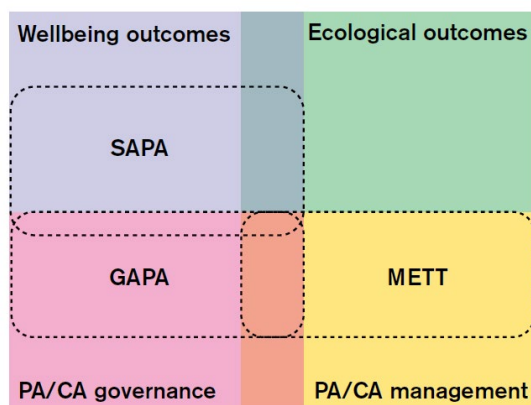 Wellbeing outcomes
Ecological outcomes
SAPA
GAPA
METT
PA/CA governance
PA/CA management